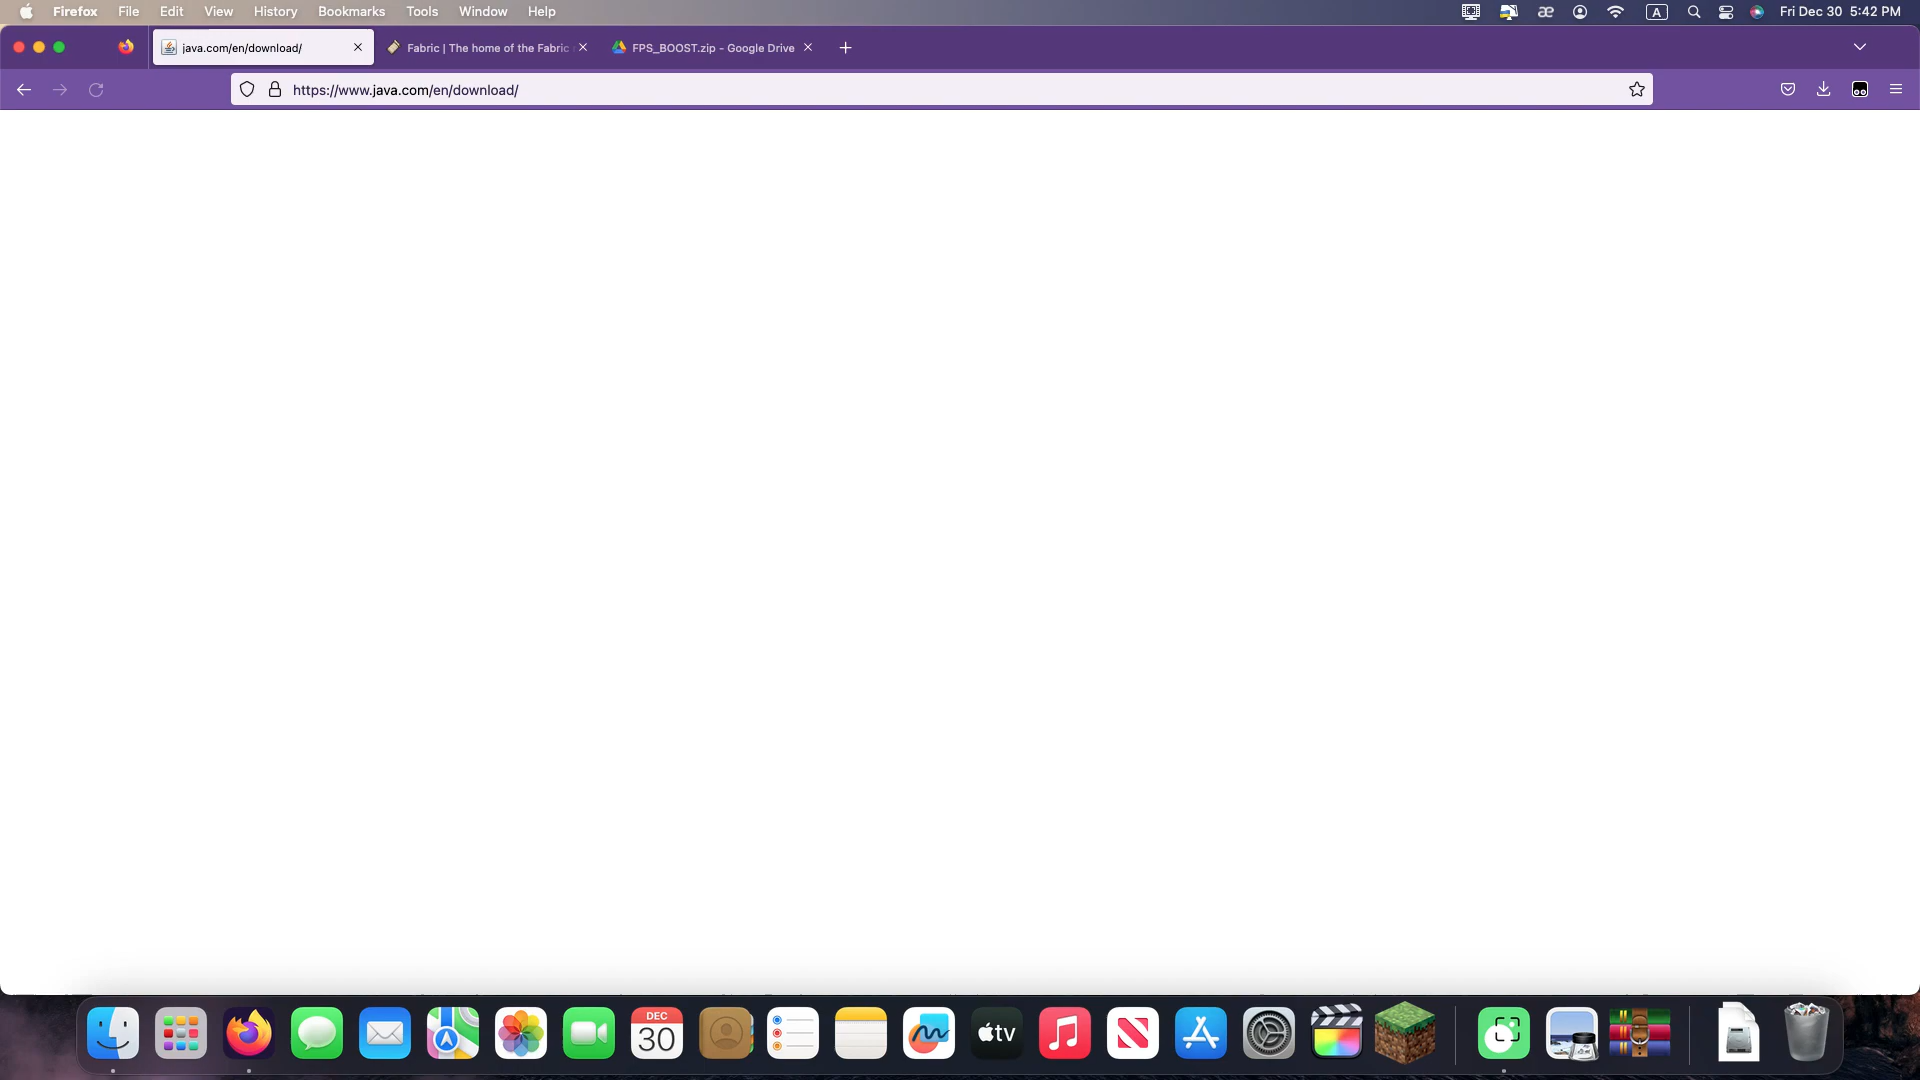 Firefox File Edit View History Bookmarks Tools Window Help A Fri Dec 30 5:42 PM
java.com/en/download/ Fabric | The home of the Fabric FPS_BOOST.zip - Google Drive
https://www.java.com/en/download/
DEC
30
tv